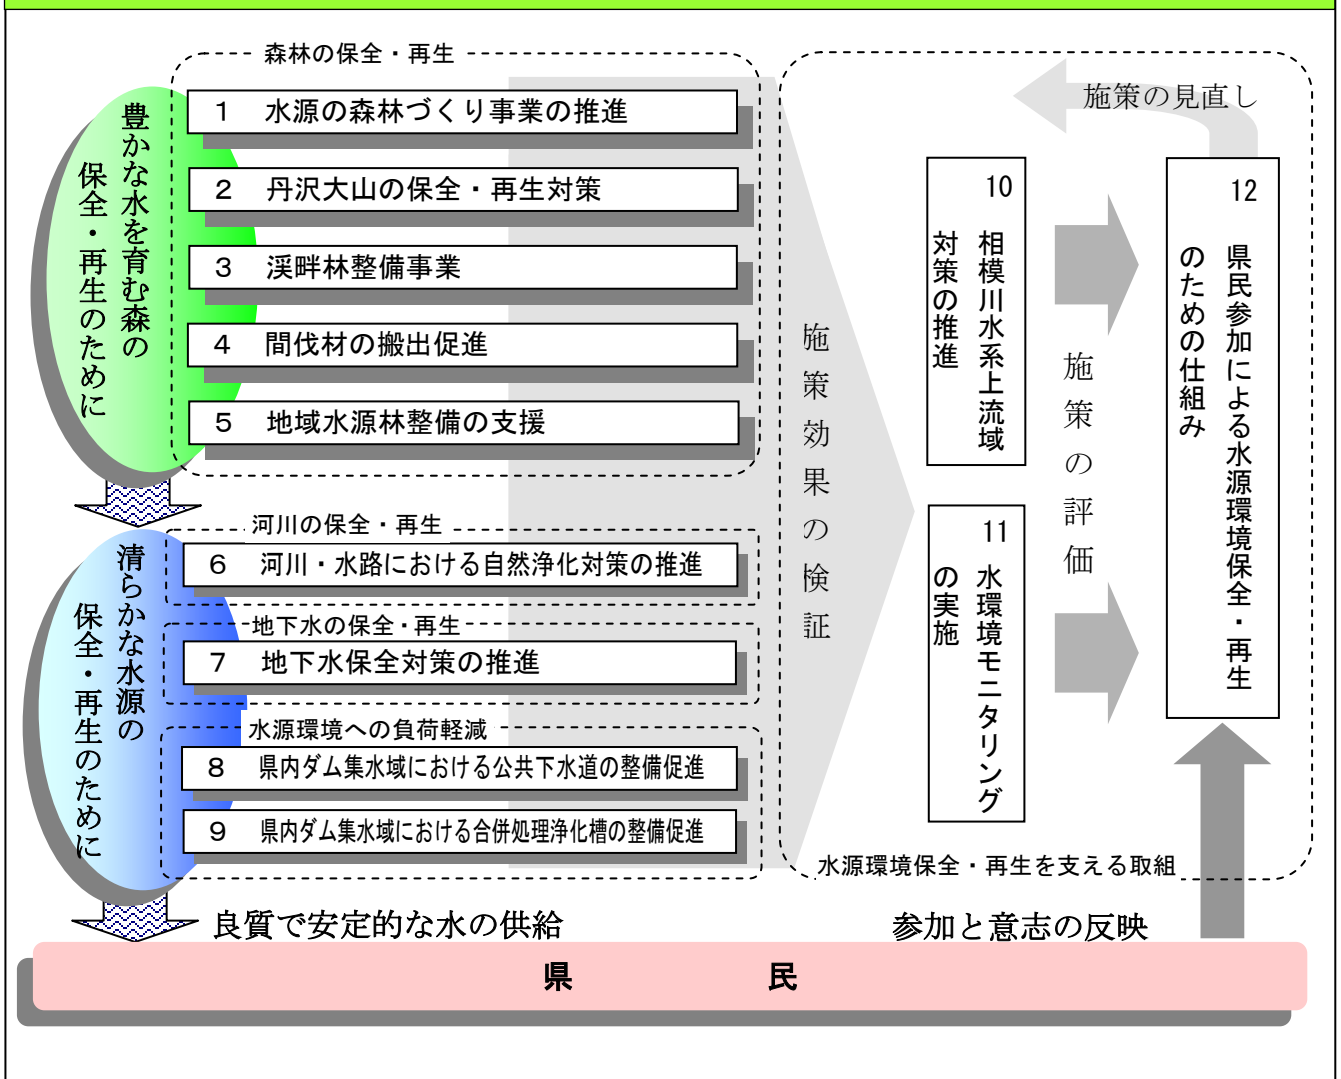 森林の保全・再生
豊かな水を育む森の
保全・再生のために
1 水源の森林づくり事業の推進
2 丹沢大山の保全・再生対策
3 渓畔林整備事業
4 間伐材の搬出促進
5 地域水源林整備の支援
清らかな水源の
保全・再生のために
河川の保全・再生
6 河川・水路における自然浄化対策の推進
地下水の保全・再生
7 地下水保全対策の推進
水源環境への負荷軽減
8 県内ダム集水域における公共下水道の整備促進
9 県内ダム集水域における合併処理浄化槽の整備促進
施策効果の検証
10
相模川水系上流域
対策の推進
11
水環境モニタリング
の実施
施策の評価
12
県民参加による水源環境保全・再生
のための仕組み
施策の見直し
水源環境保全・再生を支える取組
良質で安定的な水の供給
参加と意志の反映
県 民